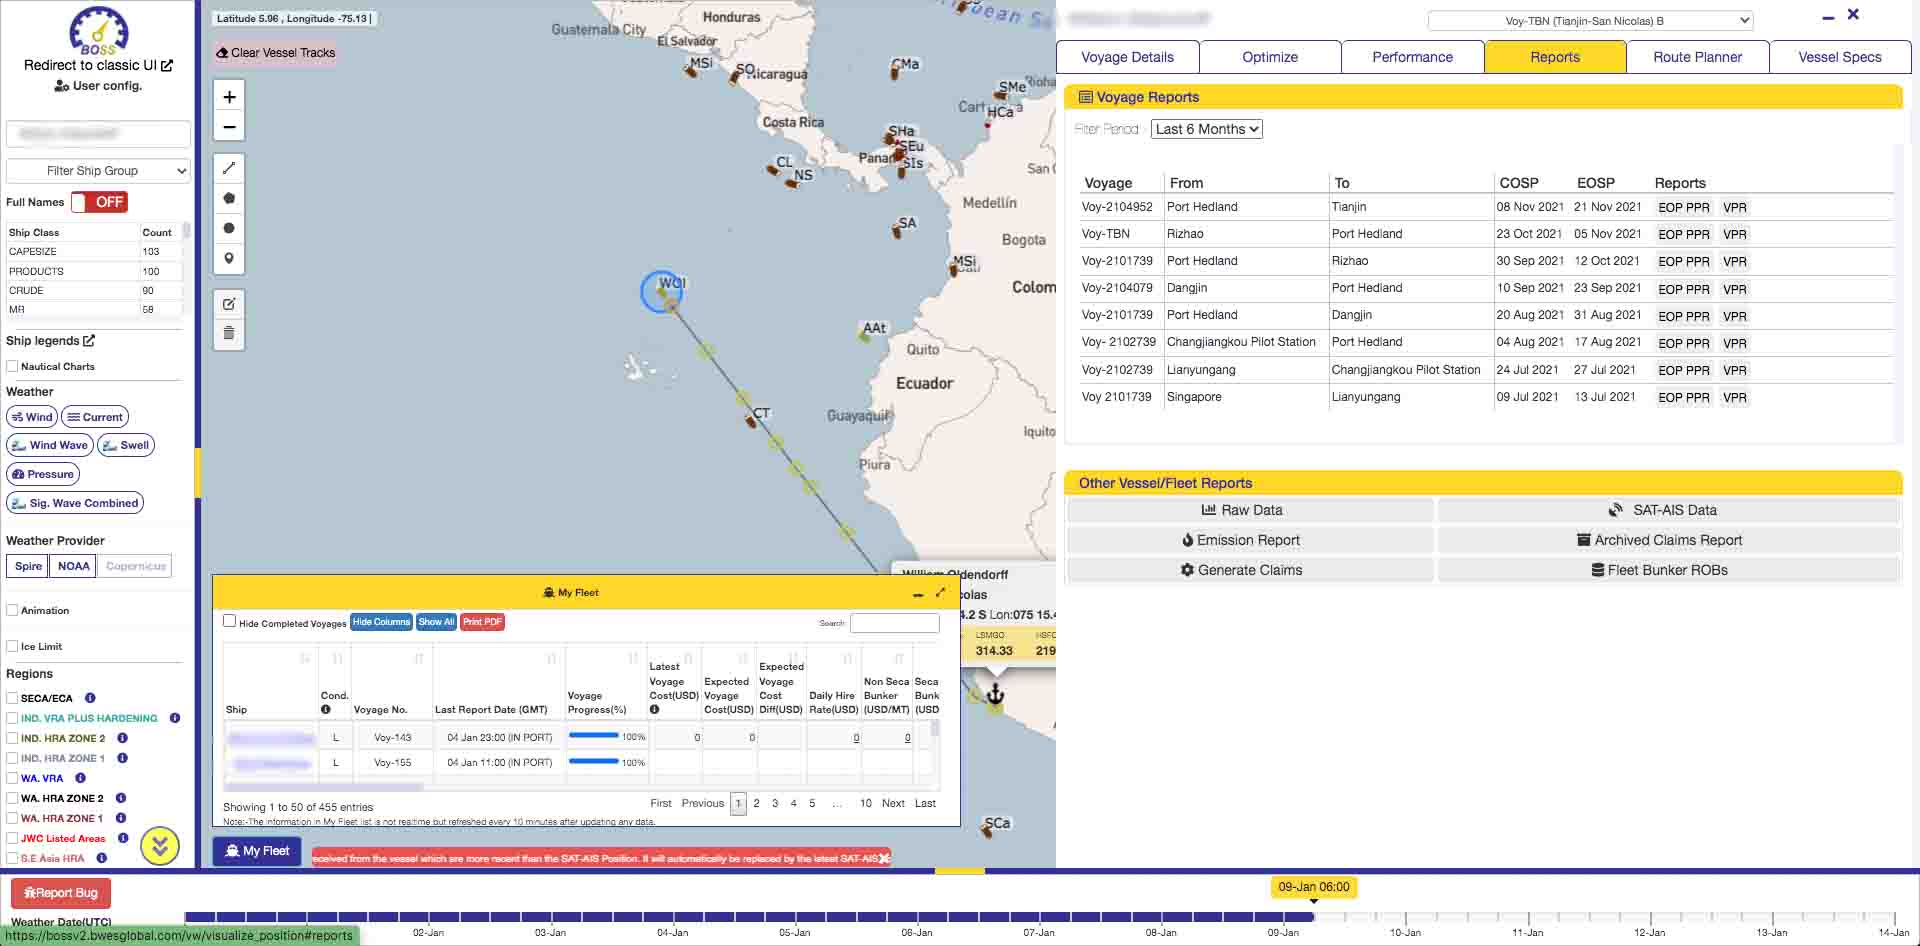 BOSS
Redirect to classic UI
User config.
Filter Ship Group
Full Names OFF
Ship Class Count
CAPESIZE 103
PRODUCTS 100
CRUDE 90
MR 58
Ship legends
Nautical Charts
Weather
Wind Current
Wind Wave Swell
Pressure
Sig. Wave Combined
Weather Provider
Spire NOAA Copernicus
Animation
Ice Limit
Regions
SECA/ECA
IND. VRA PLUS HARDENING
IND. HRA ZONE 2
IND. HRA ZONE 1
WA. VRA
WA. HRA ZONE 2
WA. HRA ZONE 1
JWC Listed Areas
S.E Asia HRA
Latitude 5.96 , Longitude -75.13 |
Clear Vessel Tracks
+
−
Guatemala City
Honduras
El Salvador
MSi
SO
Nicaragua
CMa
SMe
HCa
Costa Rica
SHa
SEu
SIs
CL
NS
Medellín
SA
Bogota
MSi
WOl
AAt
Quito
Ecuador
CT
Guayaquil
Piura
SCa
William Oldendorff
4.2 S Lon:075 15.4
LSMGO
314.33 219
My Fleet
Hide Completed Voyages Hide Columns Show All Print PDF Search:
Ship Cond. Voyage No. Last Report Date (GMT) Voyage Progress(%) Latest Voyage Cost(USD) Expected Voyage Cost(USD) Expected Voyage Cost Diff(USD) Daily Hire Rate(USD) Non Seca Bunker (USD/MT) Seca Bunk (USD
L Voy-143 04 Jan 23:00 (IN PORT) 100% 0 0 0 0
L Voy-155 04 Jan 11:00 (IN PORT) 100%
Showing 1 to 50 of 455 entries
First Previous 1 2 3 4 5 ... 10 Next Last
Note:-The information in My Fleet list is not realtime but refreshed every 10 minutes after updating any data.
My Fleet
eceived from the vessel which are more recent than the SAT-AIS Position. It will automatically be replaced by the latest SAT-AIS
Voy-TBN (Tianjin-San Nicolas) B
Voyage Details Optimize Performance Reports Route Planner Vessel Specs
Voyage Reports
Filter Period:- Last 6 Months
Voyage From To COSP EOSP Reports
Voy-2104952 Port Hedland Tianjin 08 Nov 2021 21 Nov 2021 EOP PPR VPR
Voy-TBN Rizhao Port Hedland 23 Oct 2021 05 Nov 2021 EOP PPR VPR
Voy-2101739 Port Hedland Rizhao 30 Sep 2021 12 Oct 2021 EOP PPR VPR
Voy-2104079 Dangjin Port Hedland 10 Sep 2021 23 Sep 2021 EOP PPR VPR
Voy-2101739 Port Hedland Dangjin 20 Aug 2021 31 Aug 2021 EOP PPR VPR
Voy- 2102739 Changjiangkou Pilot Station Port Hedland 04 Aug 2021 17 Aug 2021 EOP PPR VPR
Voy-2102739 Lianyungang Changjiangkou Pilot Station 24 Jul 2021 27 Jul 2021 EOP PPR VPR
Voy 2101739 Singapore Lianyungang 09 Jul 2021 13 Jul 2021 EOP PPR VPR
Other Vessel/Fleet Reports
Raw Data SAT-AIS Data
Emission Report Archived Claims Report
Generate Claims Fleet Bunker ROBs
Report Bug
Weather Date(UTC)
09-Jan 06:00
https://bossv2.bwesglobal.com/vw/visualize_position#reports
02-Jan 03-Jan 04-Jan 05-Jan 06-Jan 07-Jan 08-Jan 09-Jan 10-Jan 11-Jan 12-Jan 13-Jan 14-Jan